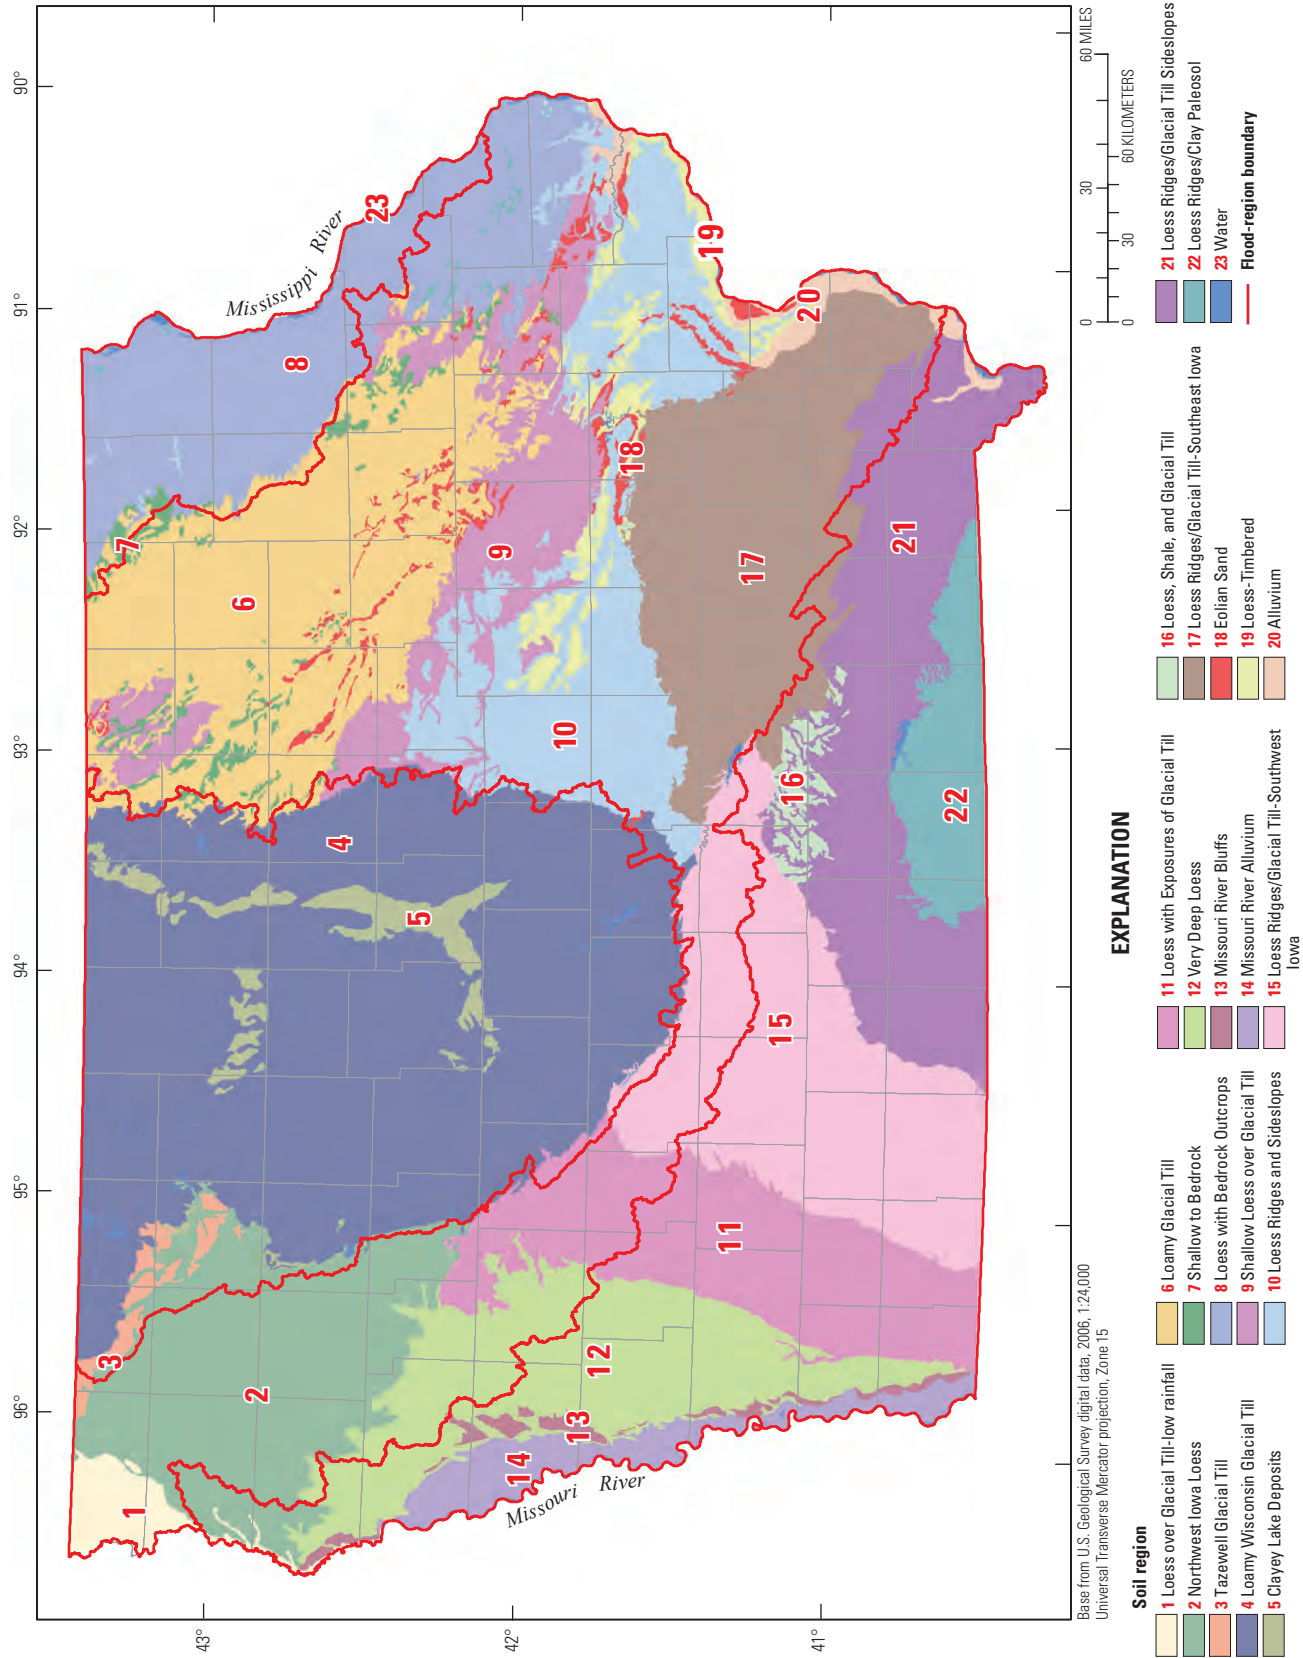 96°
95°
94°
93°
92°
91°
90°
43°
42°
41°
Mississippi River
Missouri River
1
2
3
4
5
6
7
8
9
10
11
12
13
14
15
16
17
18
19
20
21
22
23
Base from U.S. Geological Survey digital data, 2006, 1:24,000
Universal Transverse Mercator projection, Zone 15
0 30 60 MILES
0 30 60 KILOMETERS
EXPLANATION
Soil region
1 Loess over Glacial Till-low rainfall
2 Northwest Iowa Loess
3 Tazewell Glacial Till
4 Loamy Wisconsin Glacial Till
5 Clayey Lake Deposits
6 Loamy Glacial Till
7 Shallow to Bedrock
8 Loess with Bedrock Outcrops
9 Shallow Loess over Glacial Till
10 Loess Ridges and Sideslopes
11 Loess with Exposures of Glacial Till
12 Very Deep Loess
13 Missouri River Bluffs
14 Missouri River Alluvium
15 Loess Ridges/Glacial Till-Southwest
Iowa
16 Loess, Shale, and Glacial Till
17 Loess Ridges/Glacial Till-Southeast Iowa
18 Eolian Sand
19 Loess-Timbered
20 Alluvium
21 Loess Ridges/Glacial Till Sideslopes
22 Loess Ridges/Clay Paleosol
23 Water
Flood-region boundary